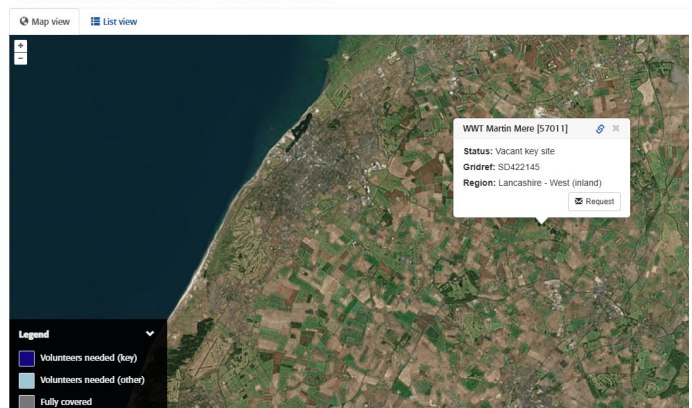 Map view
List view
+
−
WWT Martin Mere [57011]
Status: Vacant key site
Gridref: SD422145
Region: Lancashire - West (inland)
Request
Legend
Volunteers needed (key)
Volunteers needed (other)
Fully covered